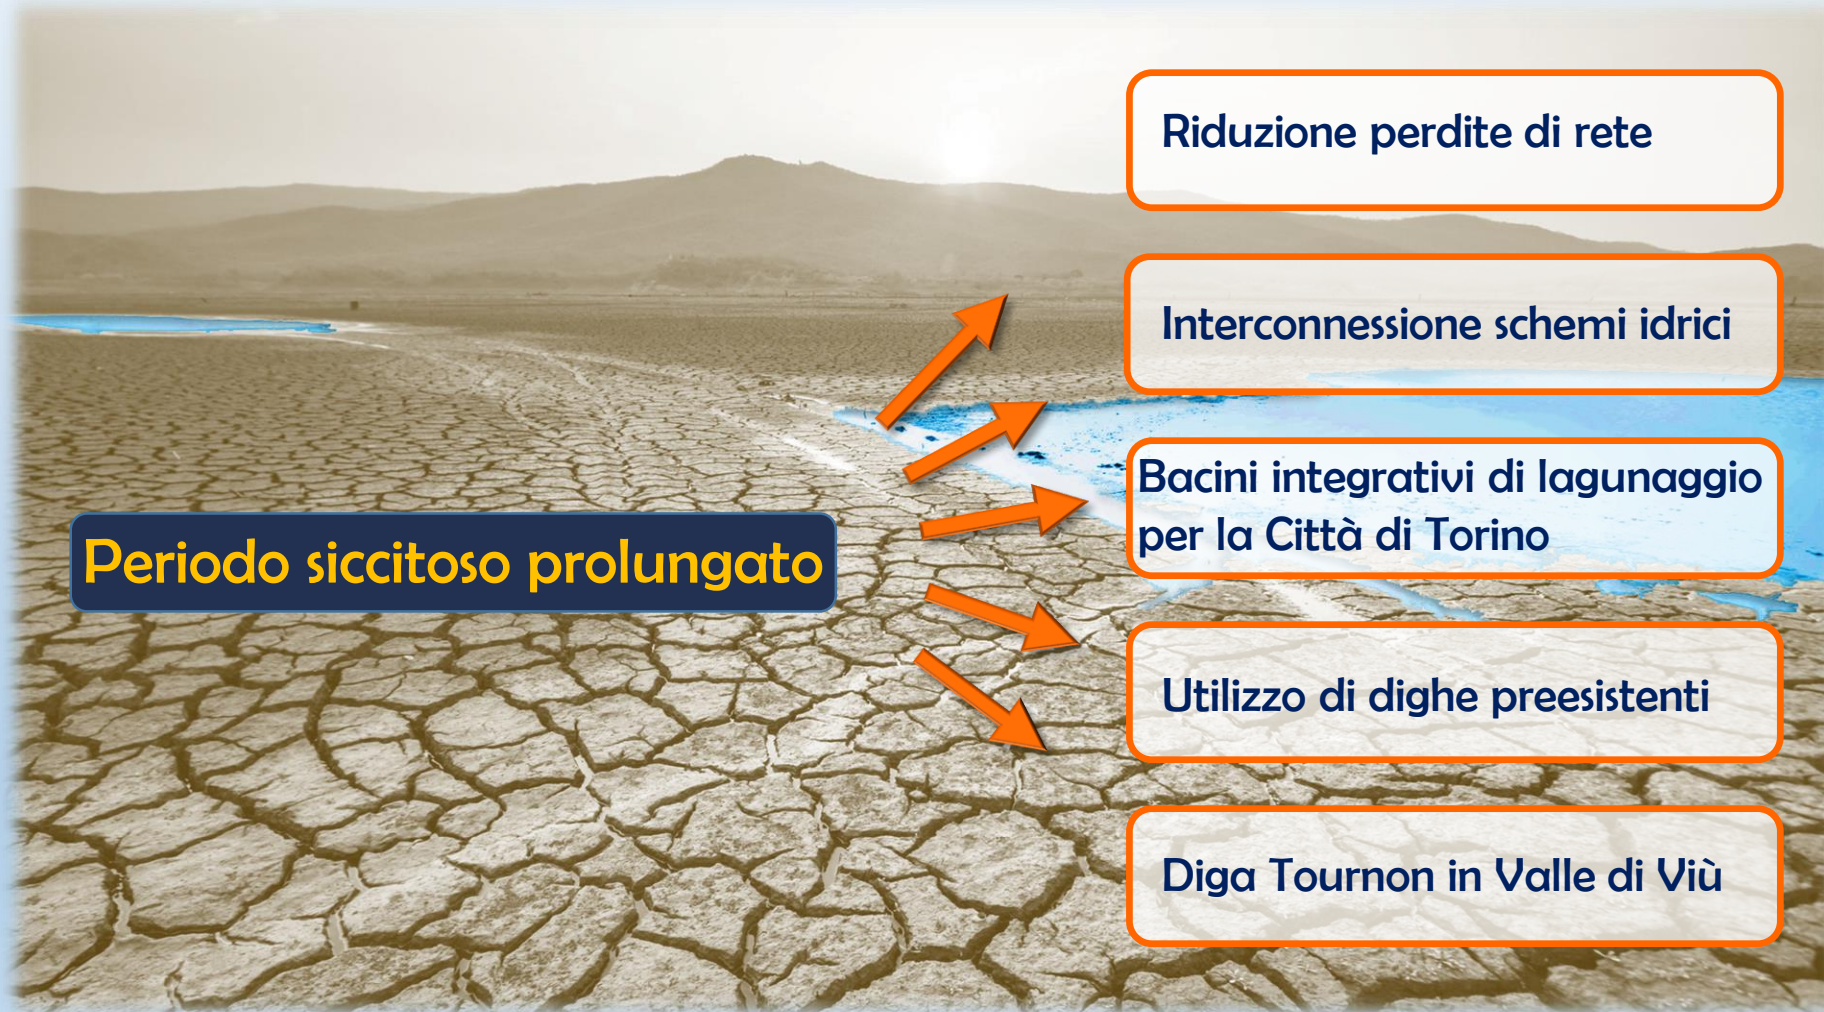 Riduzione perdite di rete
Interconnessione schemi idrici
Bacini integrativi di lagunaggio
per la Città di Torino
Periodo siccitoso prolungato
Utilizzo di dighe preesistenti
Diga Tournon in Valle di Viù